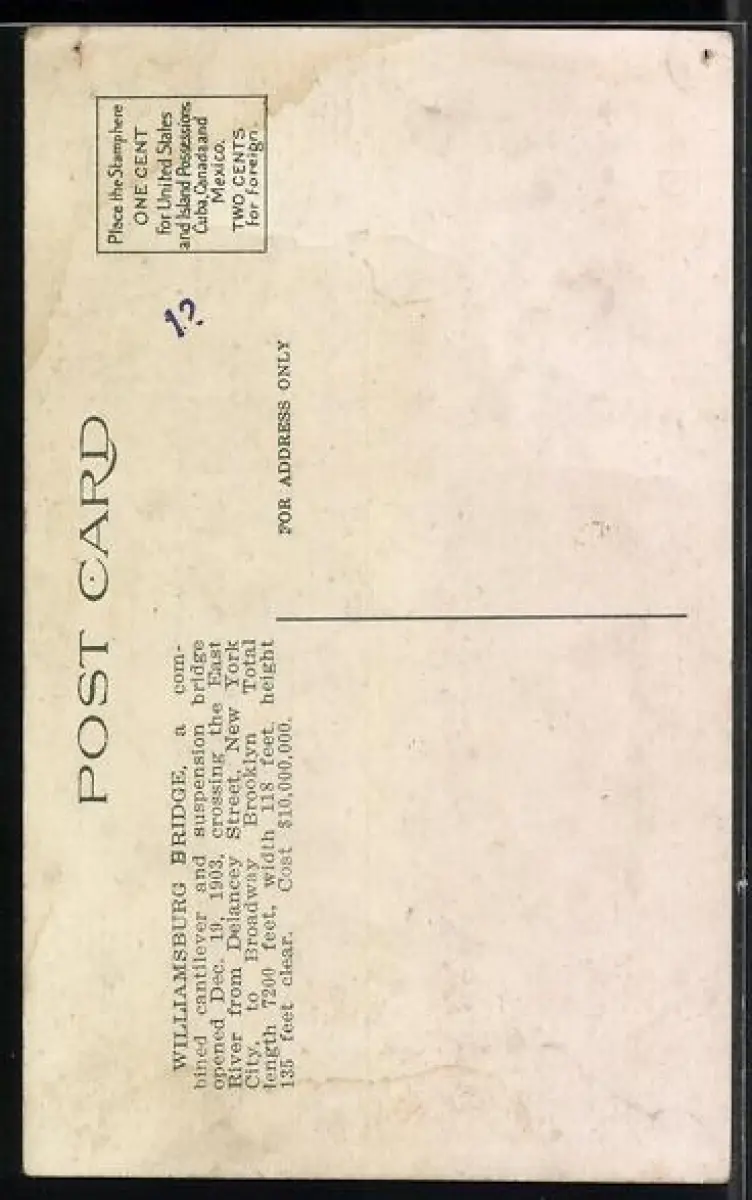 POST CARD
Place the Stamp here
ONE CENT
for United States
and Island Possessions
Cuba, Canada and
Mexico.
TWO CENTS
for Foreign.
1?
WILLIAMSBURG BRIDGE, a com-
bined cantilever and suspension bridge
opened Dec. 19, 1903, crossing the East
River from Delancey Street, New York
City, to Broadway Brooklyn Total
length 7200 feet, width 118 feet, height
135 feet clear. Cost $10,000,000.
FOR ADDRESS ONLY